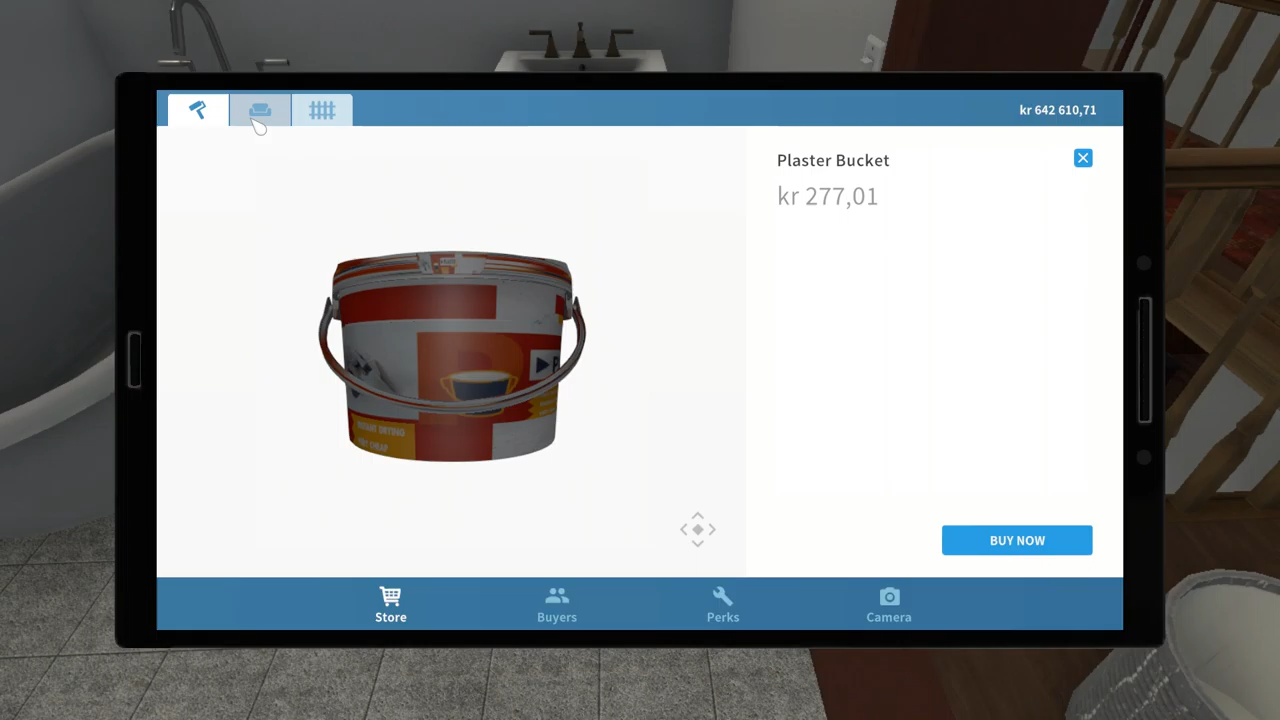 kr 642 610,71
Plaster Bucket
kr 277,01
BUY NOW
Store
Buyers
Perks
Camera